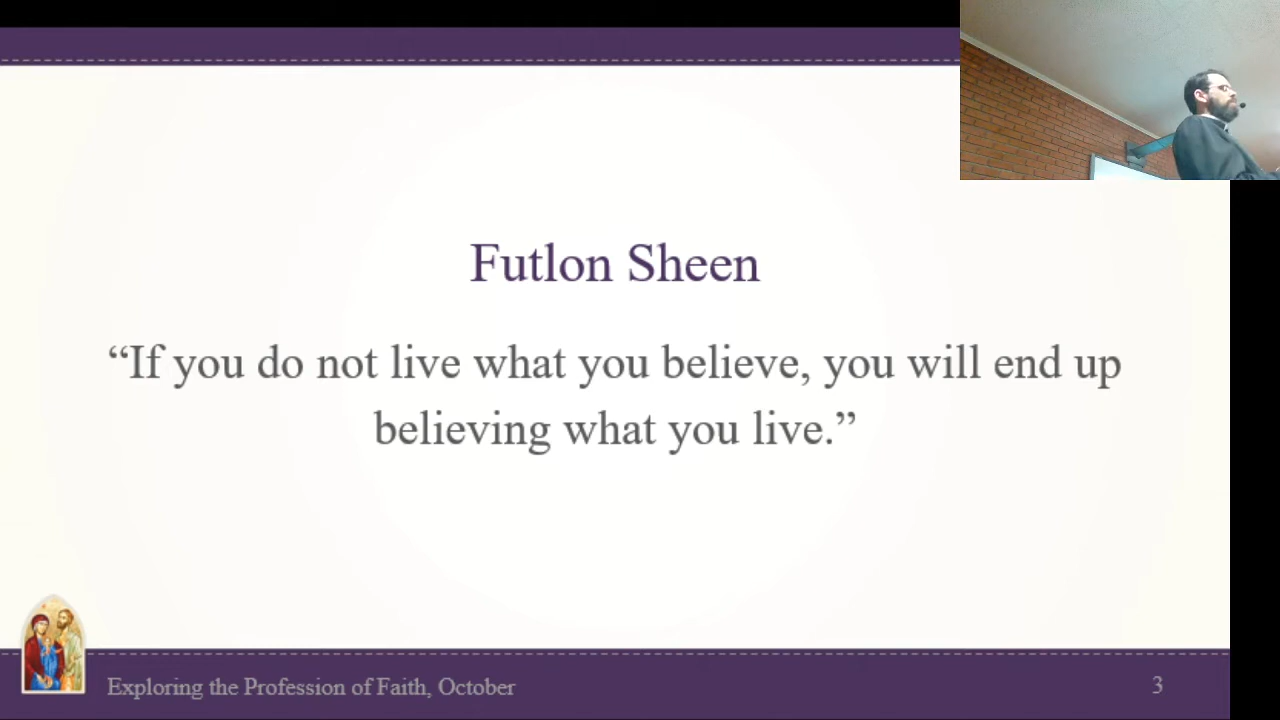 Futlon Sheen
“If you do not live what you believe, you will end up
believing what you live.”
Exploring the Profession of Faith, October
3